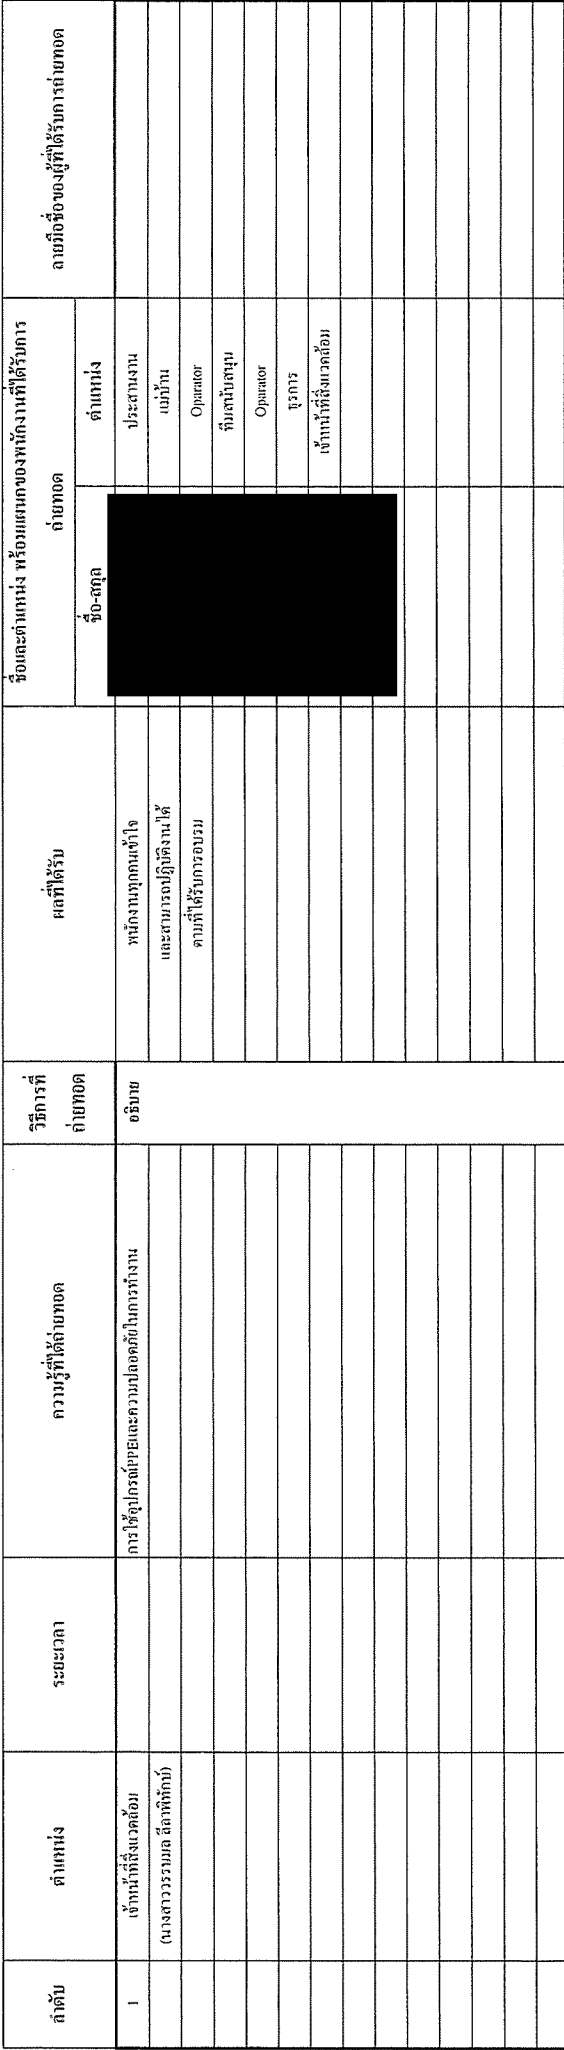 ลำดับ
ตำแหน่ง
ระยะเวลา
ความรู้ที่ได้ถ่ายทอด
วิธีการที่
ถ่ายทอด
ผลที่ได้รับ
ชื่อและตำแหน่ง พร้อมแผนกของพนักงานที่ได้รับการ
ถ่ายทอด
ชื่อ-สกุล
ตำแหน่ง
ลายมือชื่อของผู้ที่ได้รับการถ่ายทอด
1
เจ้าหน้าที่สิ่งแวดล้อม
การใช้อุปกรณ์PPEและความปลอดภัยในการทำงาน
อธิบาย
พนักงานทุกคนเข้าใจ
ประสานงาน
(นางสาววรรณมล ลีลาพิทักษ์)
และสามารถปฏิบัติงานได้
แม่บ้าน
ตามที่ได้รับการอบรม
Oparator
ทีมสนับสนุน
Oparator
ธุรการ
เจ้าหน้าที่สิ่งแวดล้อม